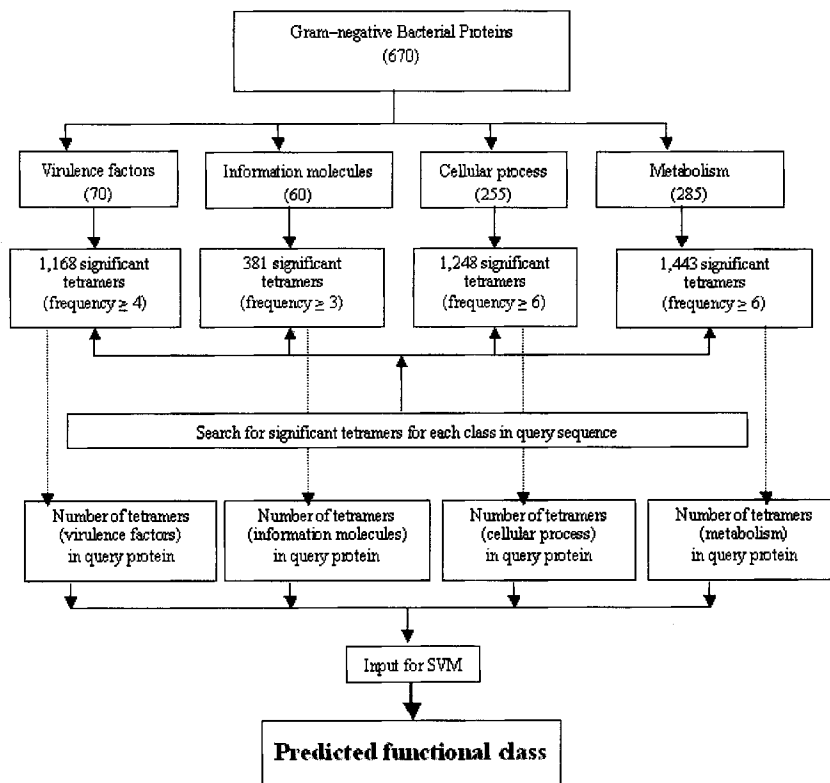 Gram–negative Bacterial Proteins
(670)
Virulence factors
(70)
Information molecules
(60)
Cellular process
(255)
Metabolism
(285)
1,168 significant
tetramers
(frequency ≥ 4)
381 significant
tetramers
(frequency ≥ 3)
1,248 significant
tetramers
(frequency ≥ 6)
1,443 significant
tetramers
(frequency ≥ 6)
Search for significant tetramers for each class in query sequence
Number of tetramers
(virulence factors)
in query protein
Number of tetramers
(information molecules)
in query protein
Number of tetramers
(cellular process)
in query protein
Number of tetramers
(metabolism)
in query protein
Input for SVM
Predicted functional class